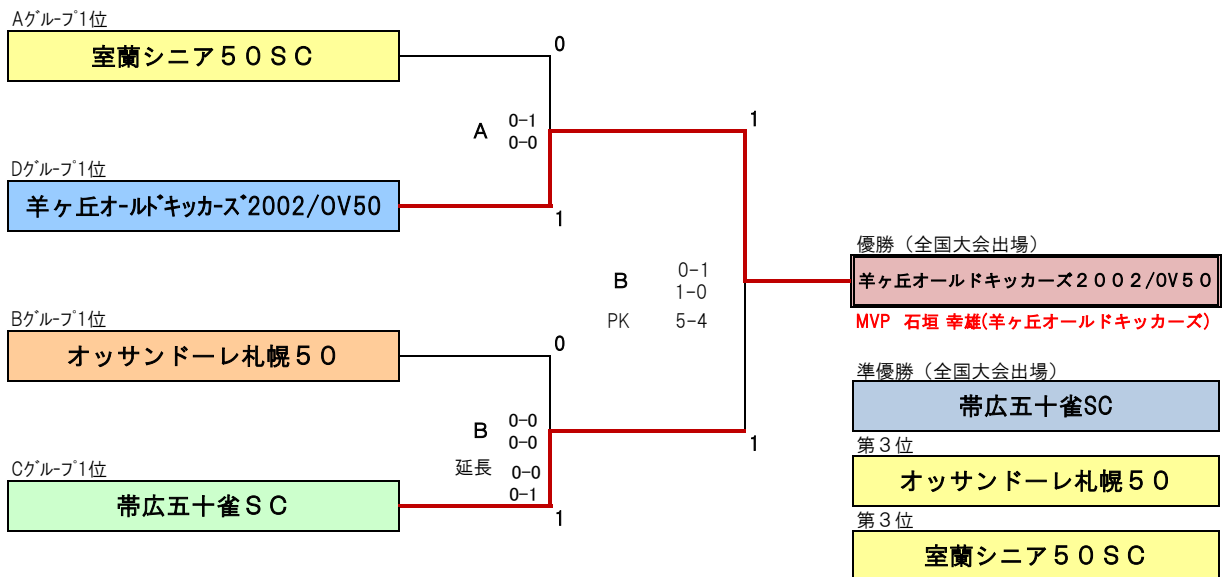 Aグループ1位
室蘭シニア５０ＳＣ
0
A 0-1
0-0
1
Dグループ1位
羊ヶ丘オールドキッカーズ2002/OV50
1
優勝（全国大会出場）
羊ヶ丘オールドキッカーズ２００２/OV５０
MVP 石垣 幸雄(羊ヶ丘オールドキッカーズ)
B 0-1
1-0
PK 5-4
Bグループ1位
オッサンドーレ札幌５０
0
B 0-0
0-0
延長 0-0
0-1
1
Cグループ1位
帯広五十雀ＳＣ
1
準優勝（全国大会出場）
帯広五十雀SC
第３位
オッサンドーレ札幌５０
第３位
室蘭シニア５０ＳＣ